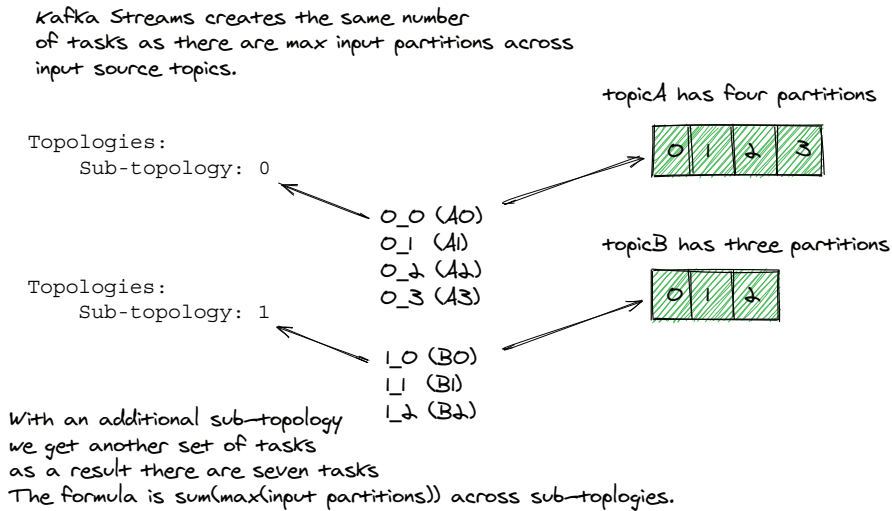 Kafka Streams creates the same number
of tasks as there are max input partitions across
input source topics.
topicA has four partitions
0 1 2 3
Topologies:
Sub-topology: 0
0_0 (A0)
0_1 (A1)
0_2 (A2)
0_3 (A3)
topicB has three partitions
0 1 2
Topologies:
Sub-topology: 1
1_0 (B0)
1_1 (B1)
1_2 (B2)
With an additional sub-topology
we get another set of tasks
as a result there are seven tasks
The formula is sum(max(input partitions)) across sub-toplogies.